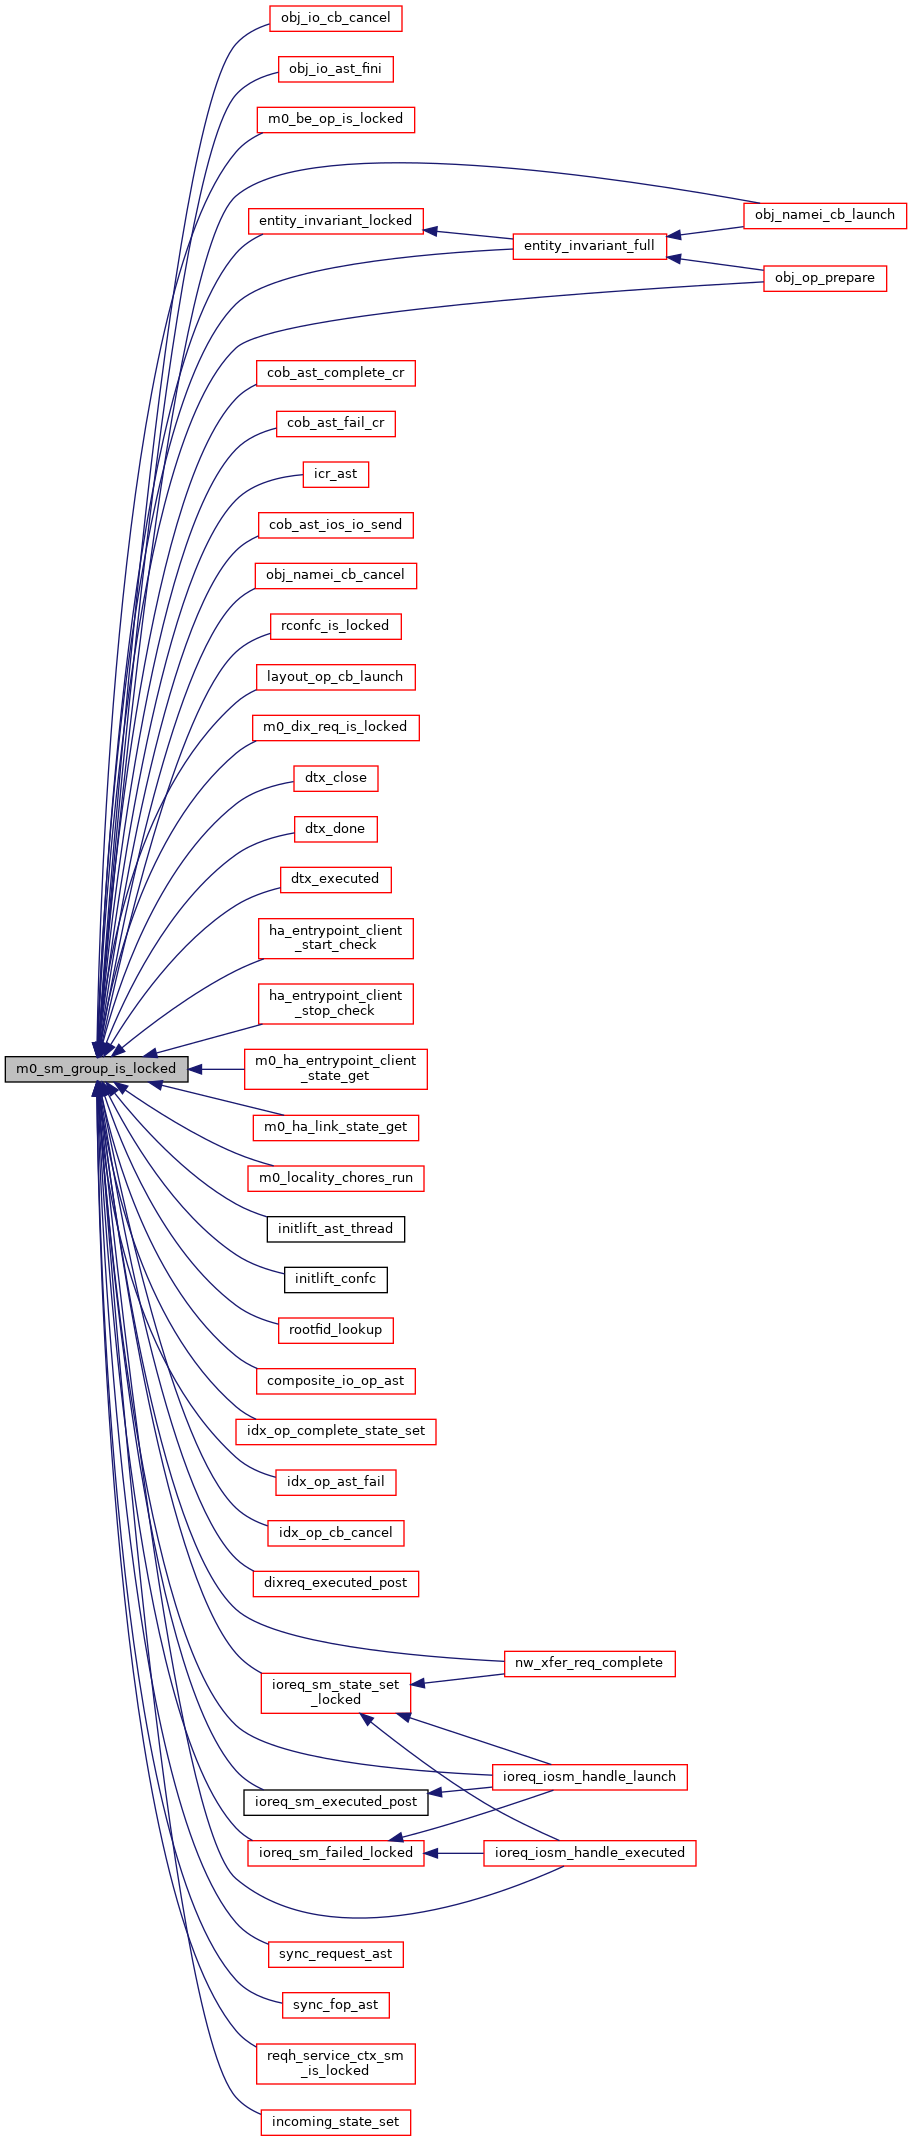 obj_io_cb_cancel
obj_io_ast_fini
m0_be_op_is_locked
obj_namei_cb_launch
entity_invariant_locked
entity_invariant_full
obj_op_prepare
cob_ast_complete_cr
cob_ast_fail_cr
icr_ast
cob_ast_ios_io_send
obj_namei_cb_cancel
rconfc_is_locked
layout_op_cb_launch
m0_dix_req_is_locked
dtx_close
dtx_done
dtx_executed
ha_entrypoint_client
_start_check
ha_entrypoint_client
_stop_check
m0_sm_group_is_locked
m0_ha_entrypoint_client
_state_get
m0_ha_link_state_get
m0_locality_chores_run
initlift_ast_thread
initlift_confc
rootfid_lookup
composite_io_op_ast
idx_op_complete_state_set
idx_op_ast_fail
idx_op_cb_cancel
dixreq_executed_post
nw_xfer_req_complete
ioreq_sm_state_set
_locked
ioreq_iosm_handle_launch
ioreq_sm_executed_post
ioreq_sm_failed_locked
ioreq_iosm_handle_executed
sync_request_ast
sync_fop_ast
reqh_service_ctx_sm
_is_locked
incoming_state_set